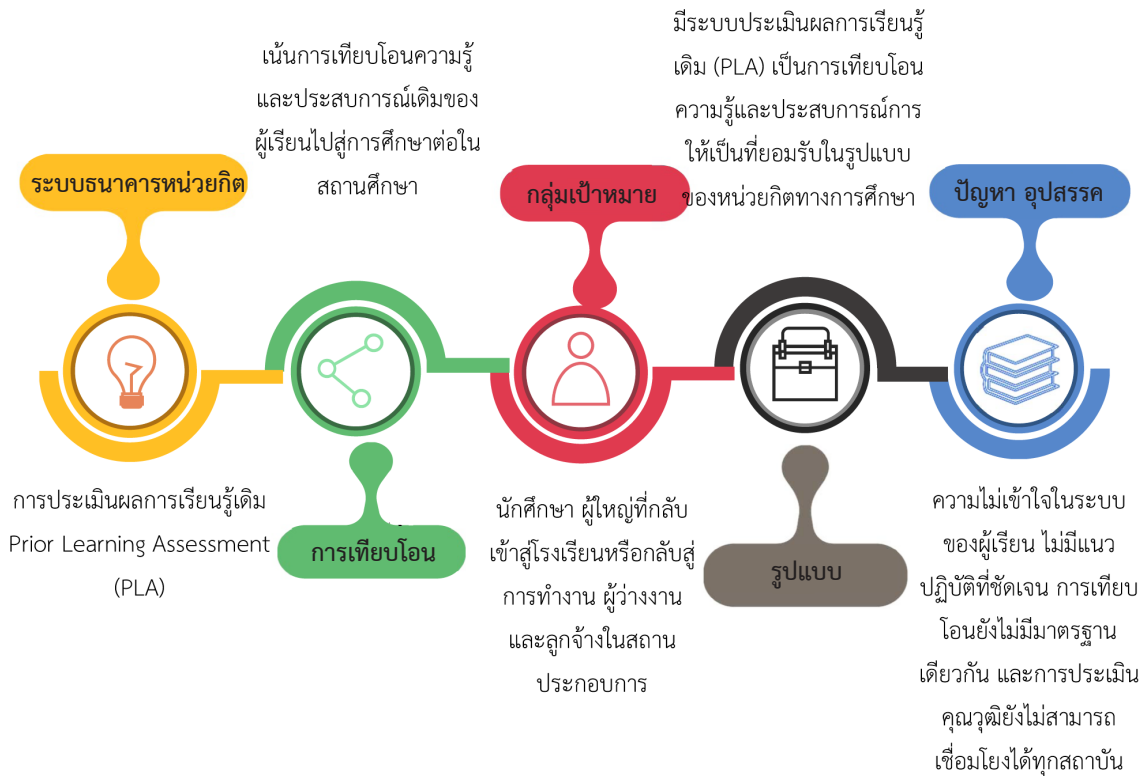 ระบบธนาคารหน่วยกิต
การประเมินผลการเรียนรู้เดิม
Prior Learning Assessment
(PLA)
เน้นการเทียบโอนความรู้
และประสบการณ์เดิมของ
ผู้เรียนไปสู่การศึกษาต่อใน
สถานศึกษา
การเทียบโอน
กลุ่มเป้าหมาย
นักศึกษา ผู้ใหญ่ที่กลับ
เข้าสู่โรงเรียนหรือกลับสู่
การทำงาน ผู้ว่างงาน
และลูกจ้างในสถาน
ประกอบการ
มีระบบประเมินผลการเรียนรู้
เดิม (PLA) เป็นการเทียบโอน
ความรู้และประสบการณ์การ
ให้เป็นที่ยอมรับในรูปแบบ
ของหน่วยกิตทางการศึกษา
รูปแบบ
ปัญหา อุปสรรค
ความไม่เข้าใจในระบบ
ของผู้เรียน ไม่มีแนว
ปฏิบัติที่ชัดเจน การเทียบ
โอนยังไม่มีมาตรฐาน
เดียวกัน และการประเมิน
คุณวุฒิยังไม่สามารถ
เชื่อมโยงได้ทุกสถาบัน